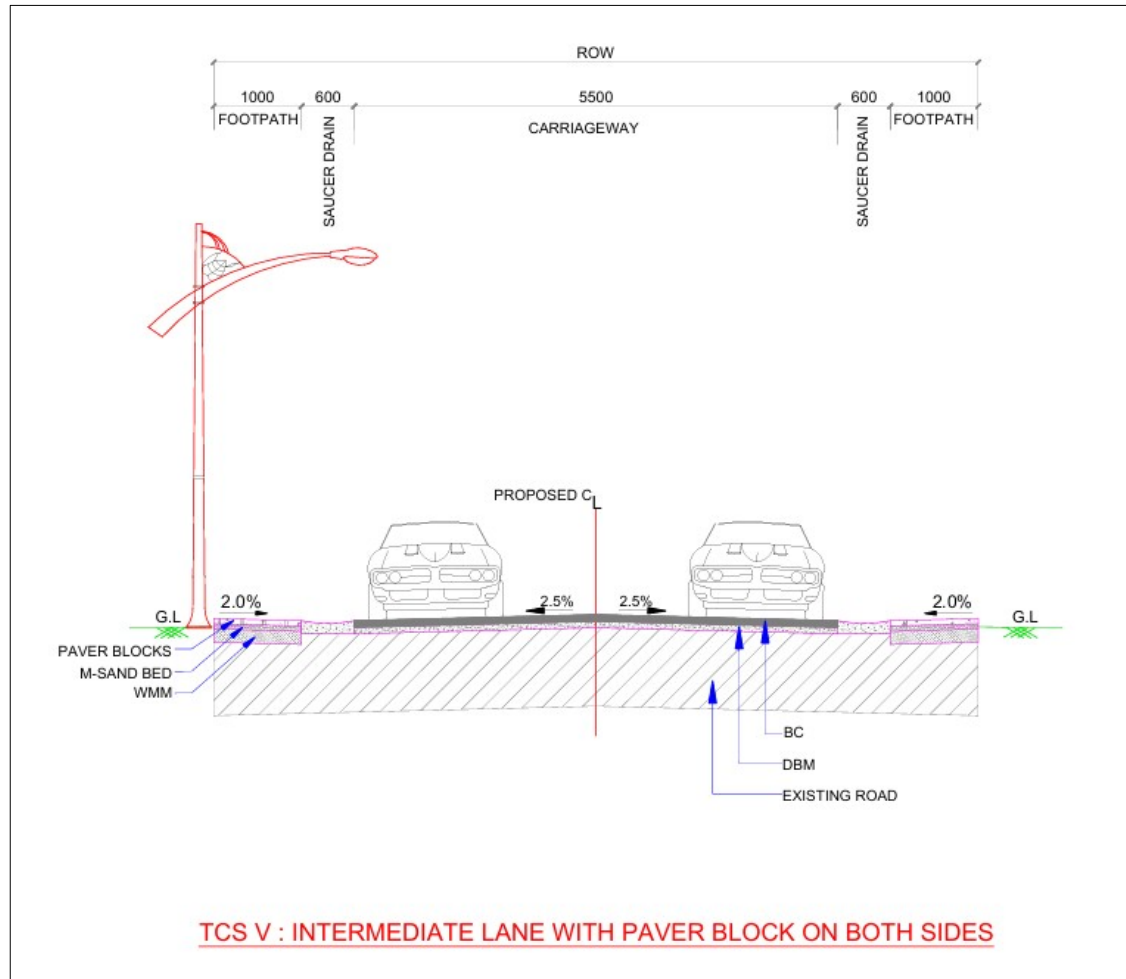 ROW
1000 600 5500 600 1000
FOOTPATH SAUCER DRAIN CARRIAGEWAY SAUCER DRAIN FOOTPATH
PROPOSED CL
2.0% 2.5% 2.5% 2.0%
G.L G.L
PAVER BLOCKS
M-SAND BED
WMM
BC
DBM
EXISTING ROAD
TCS V : INTERMEDIATE LANE WITH PAVER BLOCK ON BOTH SIDES